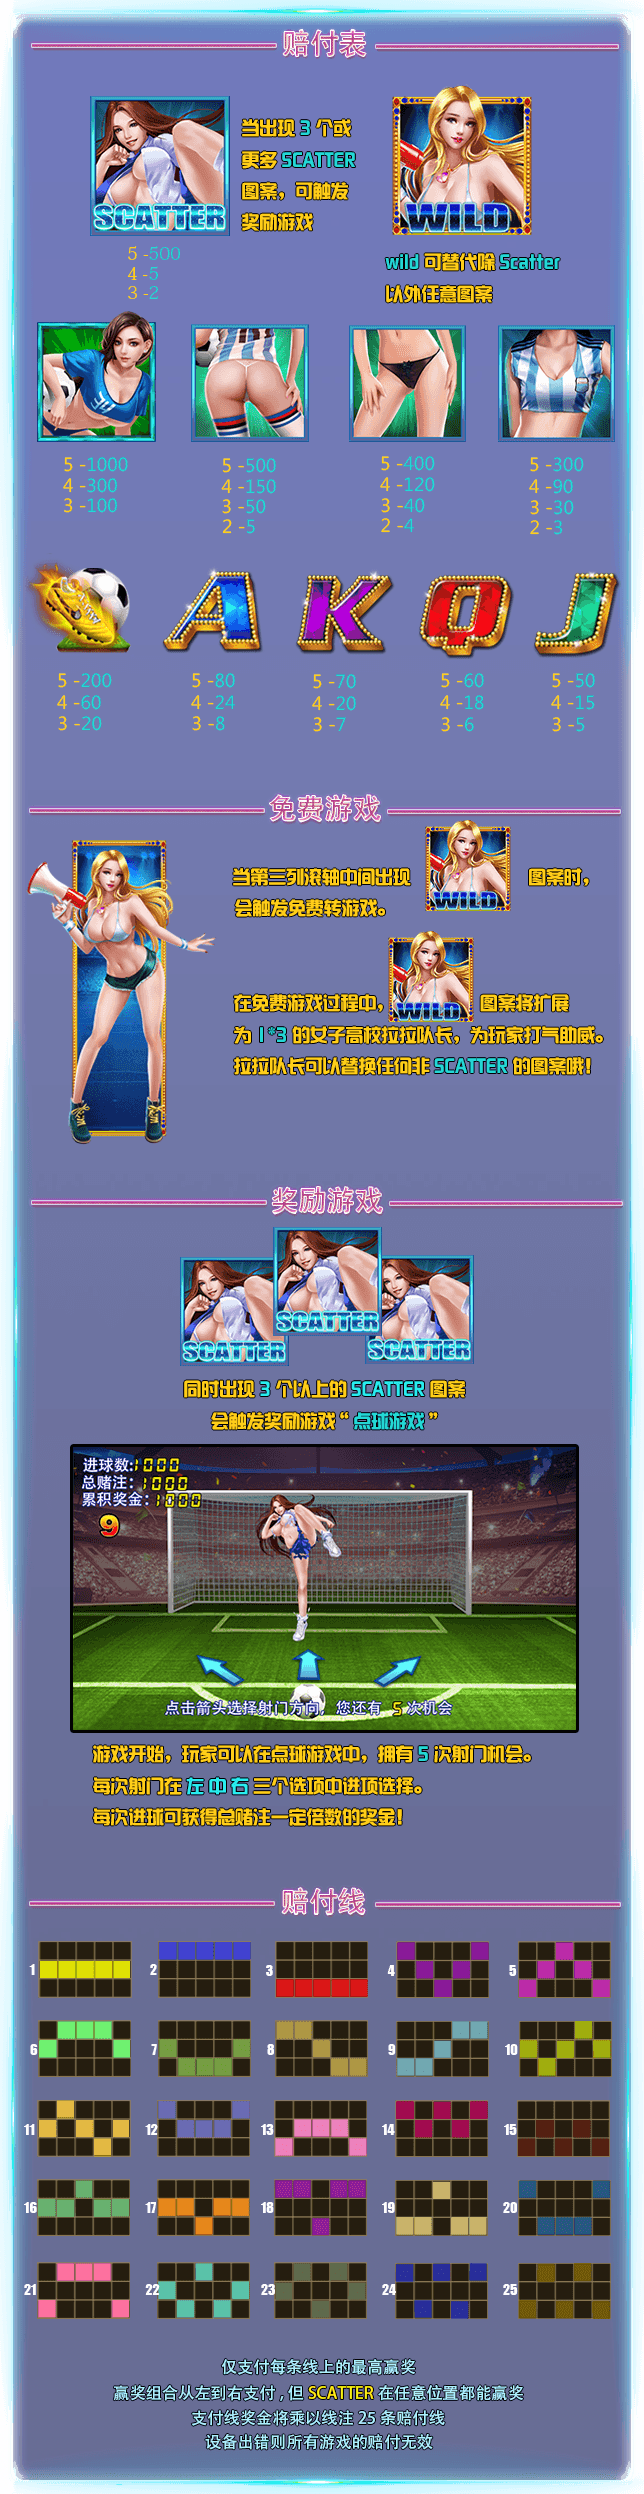 赔付表
当出现 3 个或
更多 SCATTER
图案，可触发
奖励游戏
SCATTER
WILD
5 -500
4 -5
3 -2
wild 可替代除 Scatter
以外任意图案
5 -1000
4 -300
3 -100
5 -500
4 -150
3 -50
2 -5
5 -400
4 -120
3 -40
2 -4
5 -300
4 -90
3 -30
2 -3
A K Q J
5 -200
4 -60
3 -20
5 -80
4 -24
3 -8
5 -70
4 -20
3 -7
5 -60
4 -18
3 -6
5 -50
4 -15
3 -5
免费游戏
当第三列滚轴中间出现 WILD 图案时，
会触发免费转游戏。
在免费游戏过程中， WILD 图案将扩展
为 1*3 的女子高校拉拉队长，为玩家打气助威。
拉拉队长可以替换任何非 SCATTER 的图案哦！
奖励游戏
SCATTER SCATTER SCATTER
同时出现 3 个以上的 SCATTER 图案
会触发奖励游戏“点球游戏”
进球数:1000
总赌注: 1000
累积奖金:1000
9
点击箭头选择射门方向，您还有 5 次机会
游戏开始，玩家可以在点球游戏中，拥有 5 次射门机会。
每次射门在 左 中 右 三个选项中进项选择。
每次进球可获得总赌注一定倍数的奖金！
赔付线
1 2 3 4 5
6 7 8 9 10
11 12 13 14 15
16 17 18 19 20
21 22 23 24 25
仅支付每条线上的最高赢奖
赢奖组合从左到右支付 , 但 SCATTER 在任意位置都能赢奖
支付线奖金将乘以线注 25 条赔付线
设备出错则所有游戏的赔付无效